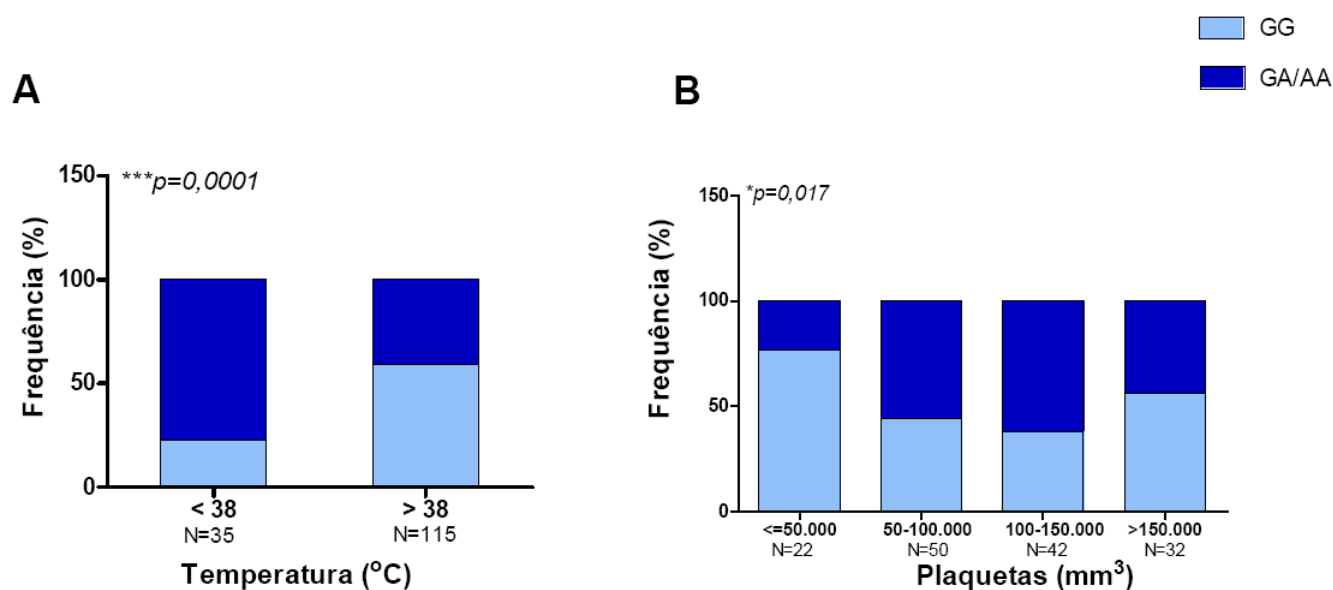 GG
GA/AA
A
B
***p=0,0001
Frequência (%)
150
100
50
0
< 38
> 38
N=35
N=115
Temperatura (ºC)
*p=0,017
Frequência (%)
150
100
50
0
<=50.000
50-100.000
100-150.000
>150.000
N=22
N=50
N=42
N=32
Plaquetas (mm³)